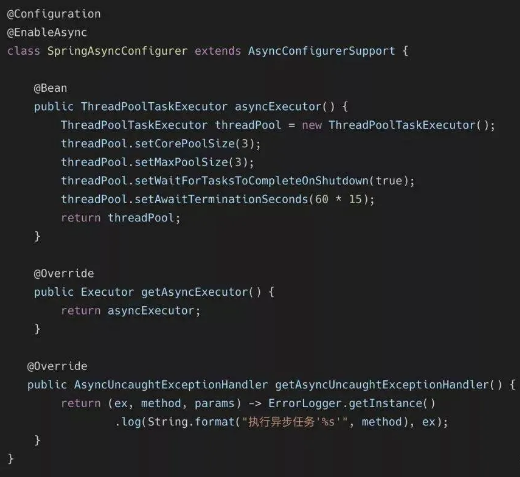 @Configuration
@EnableAsync
class SpringAsyncConfigurer extends AsyncConfigurerSupport {
@Bean
public ThreadPoolTaskExecutor asyncExecutor() {
ThreadPoolTaskExecutor threadPool = new ThreadPoolTaskExecutor();
threadPool.setCorePoolSize(3);
threadPool.setMaxPoolSize(3);
threadPool.setWaitForTasksToCompleteOnShutdown(true);
threadPool.setAwaitTerminationSeconds(60 * 15);
return threadPool;
}
@Override
public Executor getAsyncExecutor() {
return asyncExecutor;
}
@Override
public AsyncUncaughtExceptionHandler getAsyncUncaughtExceptionHandler() {
return (ex, method, params) -> ErrorLogger.getInstance()
.log(String.format("执行异步任务'%s'", method), ex);
}
}